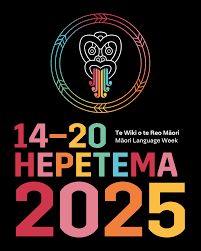 14–20
Te Wiki o te Reo Māori
Māori Language Week
HEPETEMA
2025